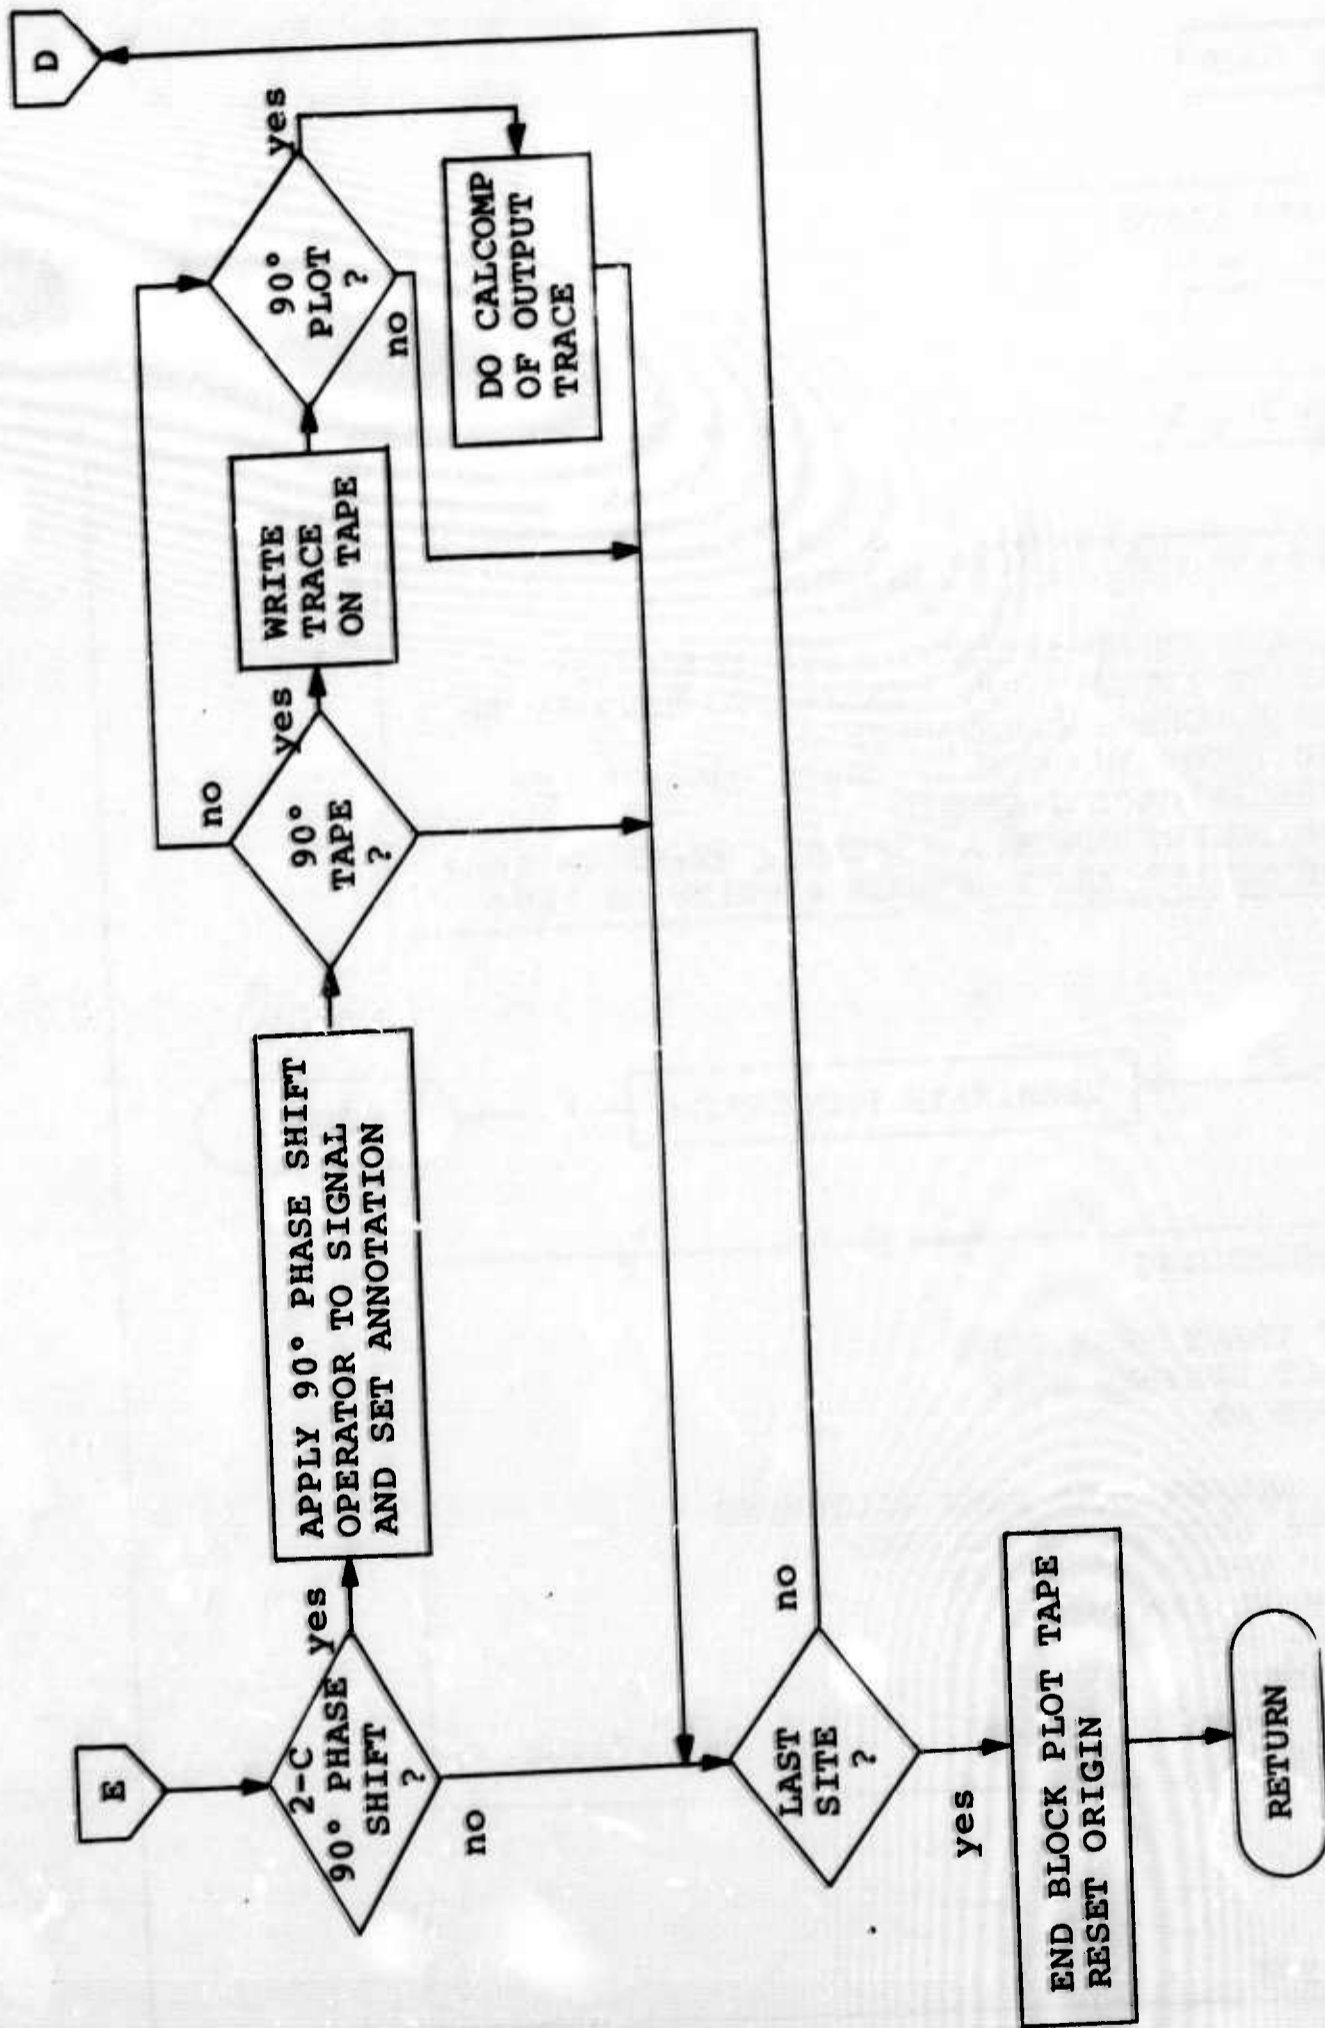 E
2-C
90° PHASE
SHIFT
?
yes
no
APPLY 90° PHASE SHIFT
OPERATOR TO SIGNAL
AND SET ANNOTATION
90°
TAPE
?
no
yes
WRITE
TRACE
ON TAPE
90°
PLOT
?
yes
no
DO CALCOMP
OF OUTPUT
TRACE
D
LAST
SITE
?
no
yes
END BLOCK PLOT TAPE
RESET ORIGIN
RETURN